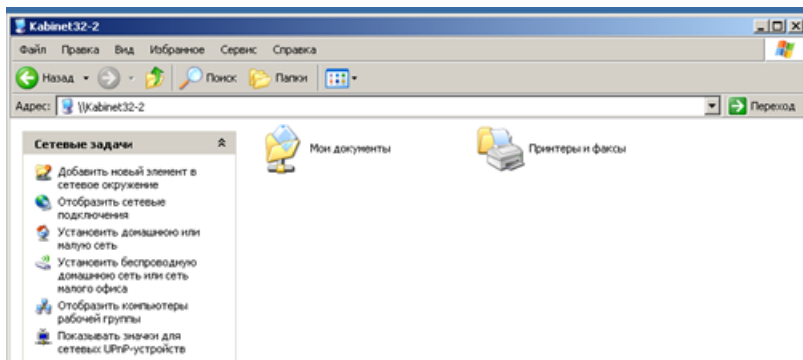 Kabinet32-2
Файл Правка Вид Избранное Сервис Справка
Назад Поиск Папки
Адрес: \\Kabinet32-2 Переход
Сетевые задачи
Добавить новый элемент в
сетевое окружение
Отобразить сетевые
подключения
Установить домашнюю или
малую сеть
Установить беспроводную
домашнюю сеть или сеть
малого офиса
Отобразить компьютеры
рабочей группы
Показывать значки для
сетевых UPnP-устройств
Мои документы
Принтеры и факсы